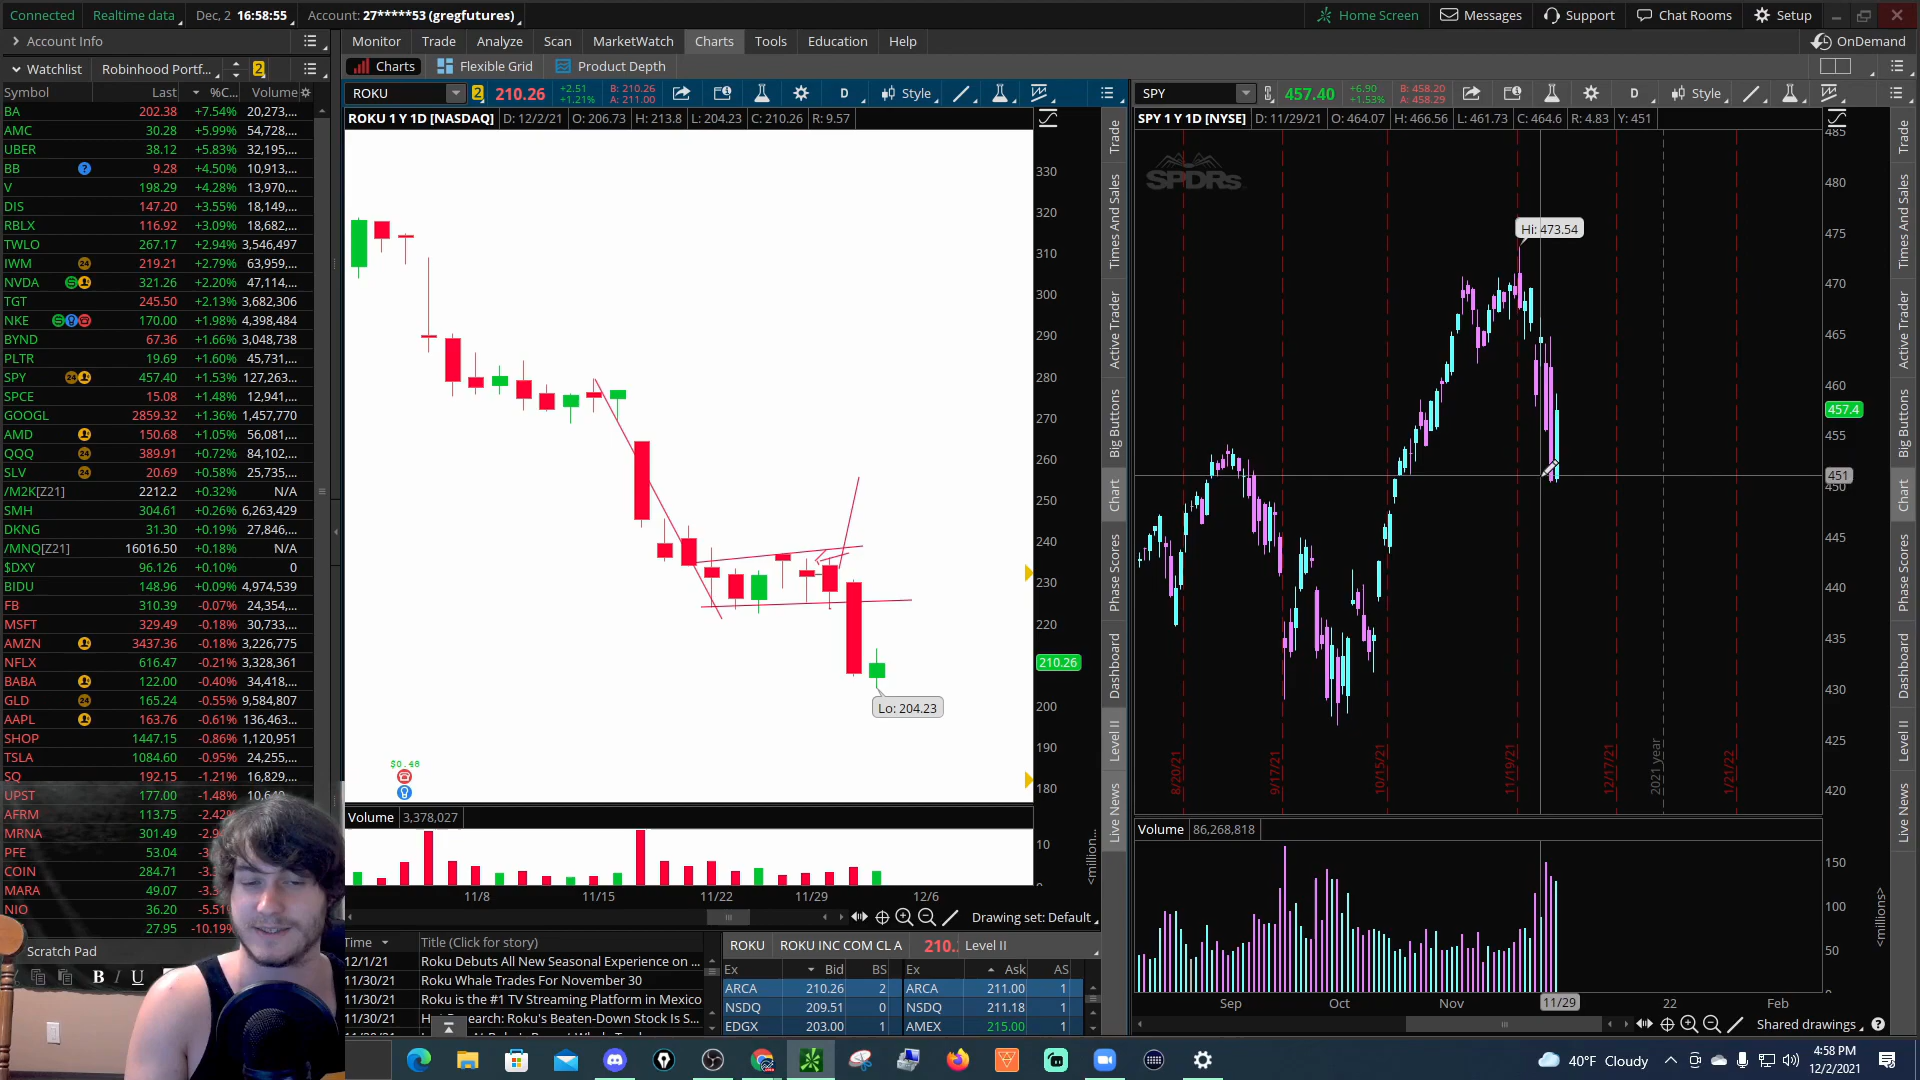 Connected Realtime data Dec, 2 16:58:55 Account: 27*****53 (gregfutures) Home Screen Messages Support Chat Rooms Setup
Account Info
Monitor Trade Analyze Scan MarketWatch Charts Tools Education Help OnDemand
Watchlist Robinhood Portf... 2
Charts Flexible Grid Product Depth
Symbol Last %C... Volume
BA 202.38 +7.54% 20,273,...
AMC 30.28 +5.99% 54,728,...
UBER 38.12 +5.83% 32,195,...
BB 9.28 +4.50% 10,913,...
V 198.29 +4.28% 13,970,...
DIS 147.20 +3.55% 18,149,...
RBLX 116.92 +3.09% 18,682,...
TWLO 267.17 +2.94% 3,546,497
IWM 219.21 +2.79% 63,959,...
NVDA 321.26 +2.20% 47,114,...
TGT 245.50 +2.13% 3,682,306
NKE 170.00 +1.98% 4,398,484
BYND 67.36 +1.66% 3,048,738
PLTR 19.69 +1.60% 45,731,...
SPY 457.40 +1.53% 127,263...
SPCE 15.08 +1.48% 12,941,...
GOOGL 2859.32 +1.36% 1,457,770
AMD 150.68 +1.05% 56,081,...
QQQ 389.91 +0.72% 84,102,...
SLV 20.69 +0.58% 25,735,...
/M2K[Z21] 2212.2 +0.32% N/A
SMH 304.61 +0.26% 6,263,429
DKNG 31.30 +0.19% 27,846,...
/MNQ[Z21] 16016.50 +0.18% N/A
$DXY 96.126 +0.10% 0
BIDU 148.96 +0.09% 4,974,539
FB 310.39 -0.07% 24,354,...
MSFT 329.49 -0.18% 30,733,...
AMZN 3437.36 -0.18% 3,226,775
NFLX 616.47 -0.21% 3,328,361
BABA 122.00 -0.40% 34,418,...
GLD 165.24 -0.55% 9,584,807
AAPL 163.76 -0.61% 136,463...
SHOP 1447.15 -0.86% 1,120,951
TSLA 1084.60 -0.95% 24,255,...
SQ 192.15 -1.21% 16,829,...
UPST 177.00 -1.48%
AFRM 113.75 -2.42%
MRNA 301.49
PFE 53.04
COIN 284.71
MARA 49.07
NIO 36.20 -5.51%
27.95 -10.19%
Scratch Pad
B I U
ROKU 2 210.26 +2.51 +1.21% B: 210.26 A: 211.00 D Style
ROKU 1 Y 1D [NASDAQ] D: 12/2/21 O: 206.73 H: 213.8 L: 204.23 C: 210.26 R: 9.57
330
320
310
300
290
280
270
260
250
240
230
220
210.26
200
190
180
Lo: 204.23
$0.48
Volume 3,378,027
10
<millions>
11/8 11/15 11/22 11/29 12/6
Drawing set: Default
Time Title (Click for story)
12/1/21 Roku Debuts All New Seasonal Experience on ...
11/30/21 Roku Whale Trades For November 30
11/30/21 Roku is the #1 TV Streaming Platform in Mexico
ROKU ROKU INC COM CL A 210. Level II
Ex Bid BS Ex Ask AS
ARCA 210.26 2 ARCA 211.00 1
NSDQ 209.51 0 NSDQ 211.18 1
EDGX 203.00 1 AMEX 215.00 1
Trade
Times And Sales
Active Trader
Big Buttons
Chart
Phase Scores
Dashboard
Level II
Live News
SPY 457.40 +6.90 +1.53% B: 458.20 A: 458.29 D Style
SPY 1 Y 1D [NYSE] D: 11/29/21 O: 464.07 H: 466.56 L: 461.73 C: 464.6 R: 4.83 Y: 451
SPDRs
Hi: 473.54
485
480
475
470
465
460
457.4
455
451
450
445
440
435
430
425
420
8/20/21 9/17/21 10/15/21 11/19/21 12/17/21 2021 year 1/21/22
Volume 86,268,818
150
100
50
0
<millions>
Sep Oct Nov 11/29 22 Feb
Shared drawings
Trade
Times And Sales
Active Trader
Big Buttons
Chart
Phase Scores
Dashboard
Level II
Live News
40°F Cloudy
4:58 PM
12/2/2021